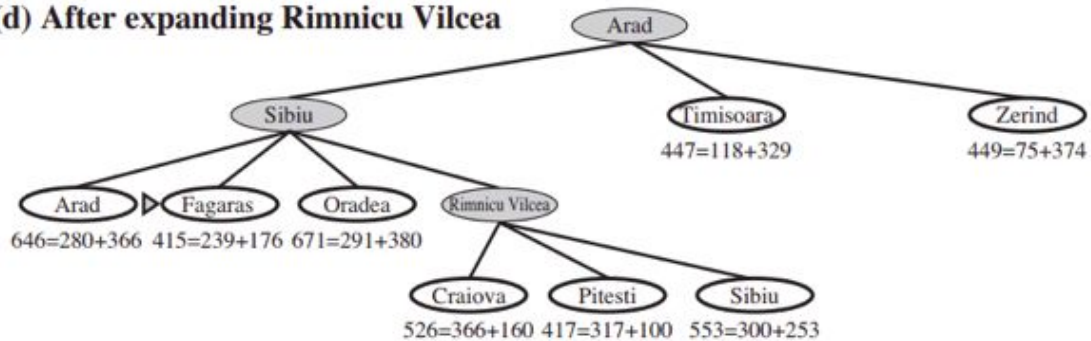 (d) After expanding Rimnicu Vilcea
Arad
Sibiu
Timisoara
Zerind
447=118+329
449=75+374
Arad
Fagaras
Oradea
Rimnicu Vilcea
646=280+366
415=239+176
671=291+380
Craiova
Pitesti
Sibiu
526=366+160
417=317+100
553=300+253